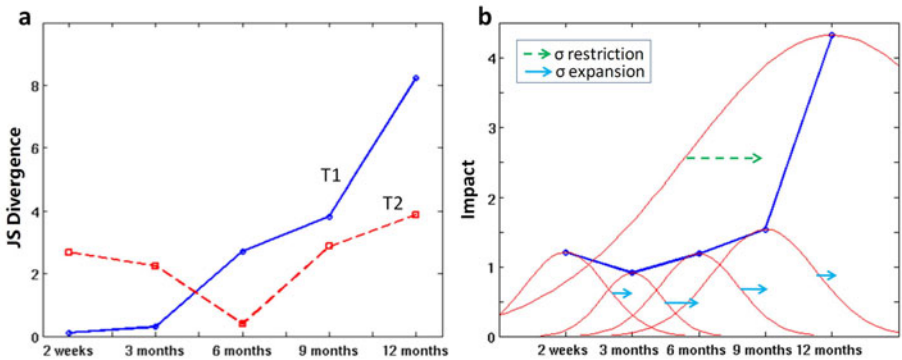 a
JS Divergence
8
6
4
2
0
T1
T2
2 weeks 3 months 6 months 9 months 12 months
b
Impact
4
3
2
1
0
σ restriction
σ expansion
2 weeks 3 months 6 months 9 months 12 months